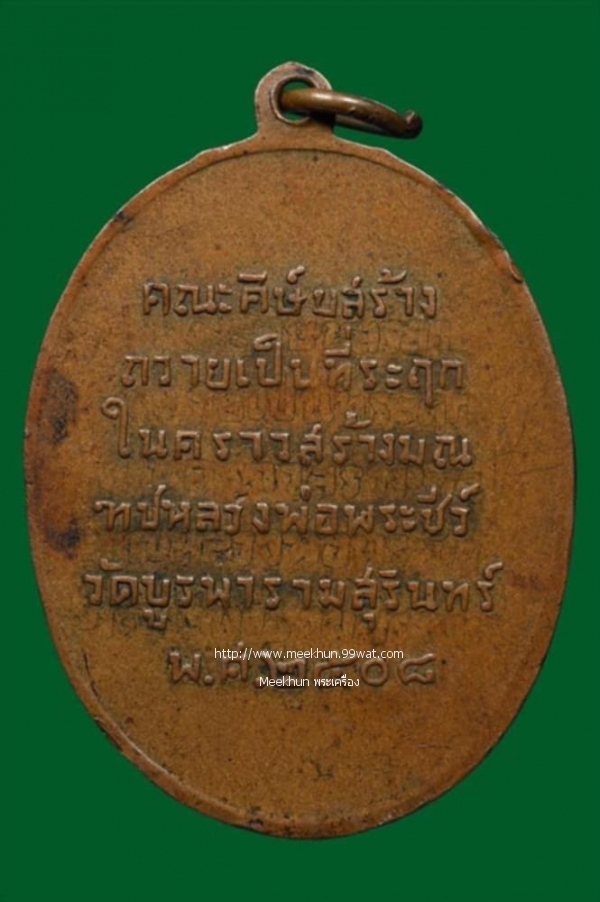 คณะศิษยสร้าง
ถวายเป็นที่ระฤก
ในคราวสร้างมณ
ฑปหลวงพ่อพระชีว์
วัดบูรพารามสุรินทร์
http://www.meekhun.99wat.com
พ.ศ.๒๕๐๘
Meekhun พระเครื่อง